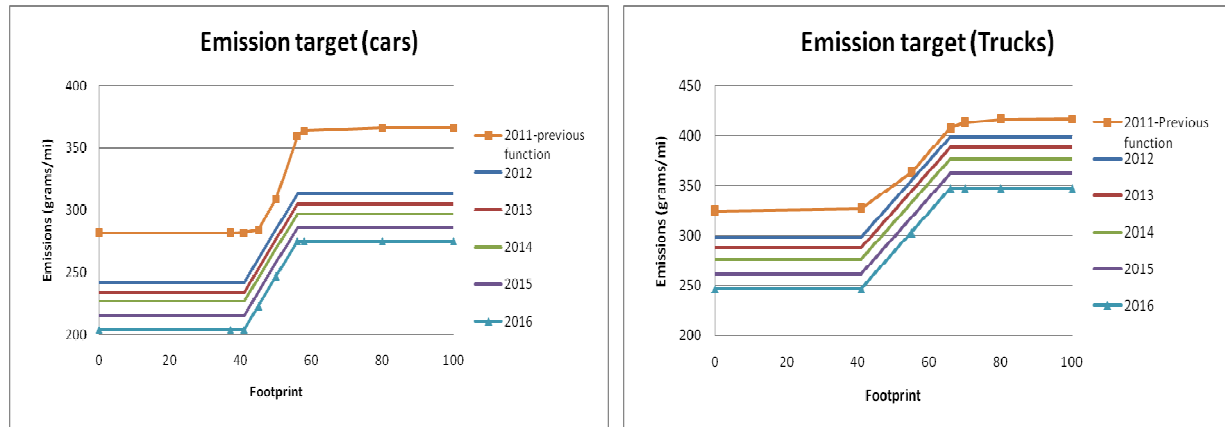 Emission target (cars)
400
350
300
250
200
Emissions (grams/mi)
0 20 40 60 80 100
Footprint
2011-previous
function
2012
2013
2014
2015
2016
Emission target (Trucks)
450
400
350
300
250
200
Emissions (grams/mi)
0 20 40 60 80 100
Footprint
2011-Previous
function
2012
2013
2014
2015
2016